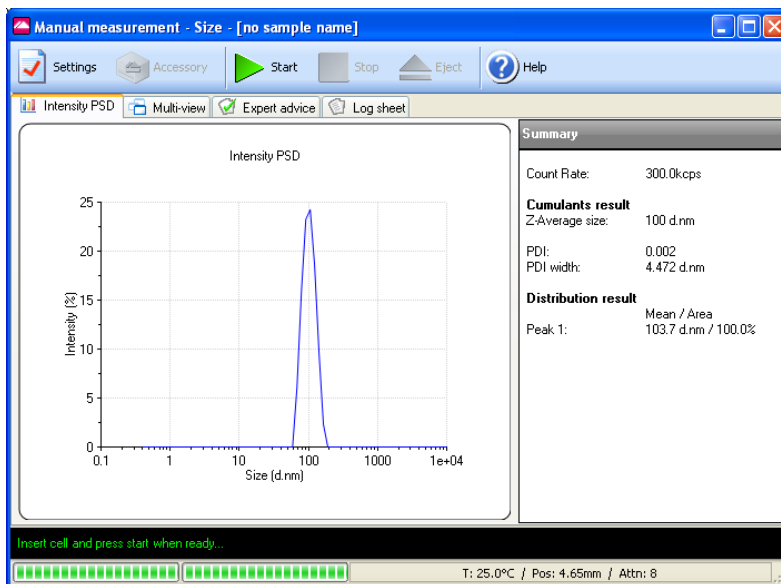 Manual measurement - Size - [no sample name]
Settings Accessory Start Stop Eject Help
Intensity PSD Multi-view Expert advice Log sheet
Intensity PSD
25
20
15
10
5
0
Intensity (%)
0.1 1 10 100 1000 1e+04
Size (d.nm)
Summary
Count Rate: 300.0kcps
Cumulants result
Z-Average size: 100 d.nm
PDI: 0.002
PDI width: 4.472 d.nm
Distribution result
Mean / Area
Peak 1: 103.7 d.nm / 100.0%
Insert cell and press start when ready...
T: 25.0°C / Pos: 4.65mm / Attn: 8